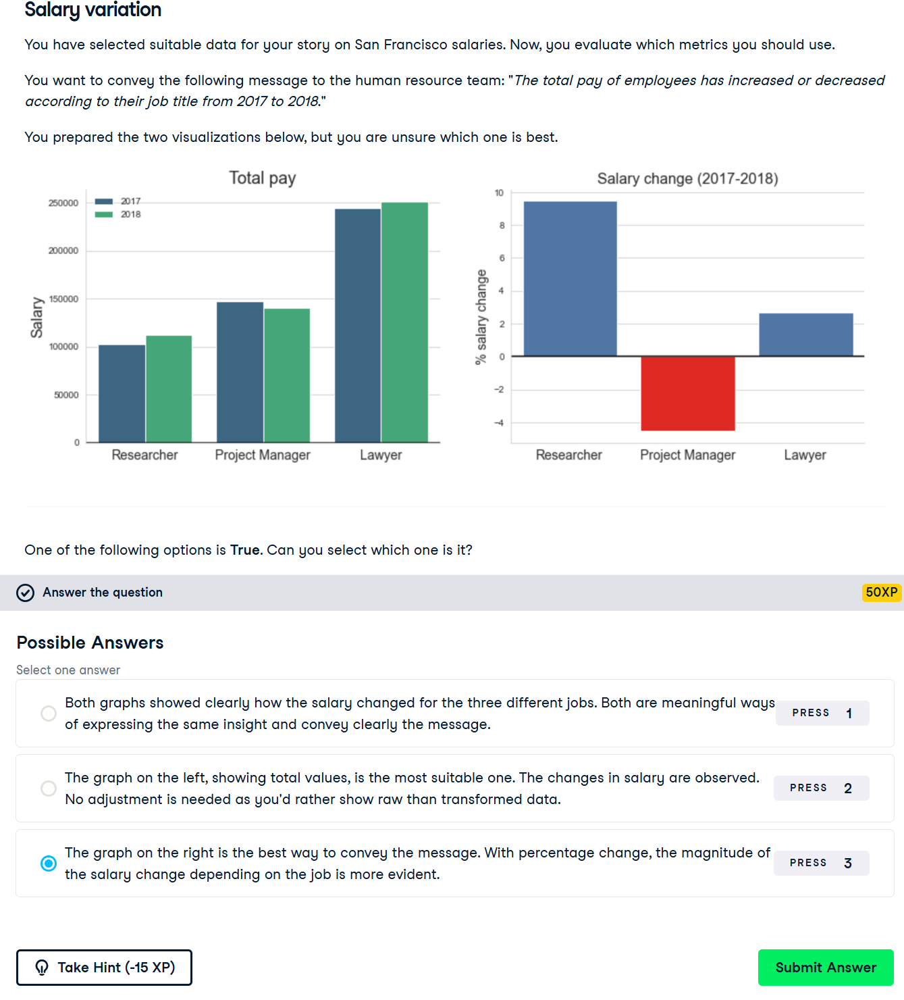 Salary variation
You have selected suitable data for your story on San Francisco salaries. Now, you evaluate which metrics you should use.
You want to convey the following message to the human resource team: "The total pay of employees has increased or decreased
according to their job title from 2017 to 2018."
You prepared the two visualizations below, but you are unsure which one is best.
Total pay
2017
2018
250000
200000
150000
100000
50000
0
Salary
Researcher
Project Manager
Lawyer
Salary change (2017-2018)
10
8
6
4
2
0
−2
−4
% salary change
Researcher
Project Manager
Lawyer
One of the following options is True. Can you select which one is it?
Answer the question
50XP
Possible Answers
Select one answer
Both graphs showed clearly how the salary changed for the three different jobs. Both are meaningful ways
of expressing the same insight and convey clearly the message.
PRESS 1
The graph on the left, showing total values, is the most suitable one. The changes in salary are observed.
No adjustment is needed as you'd rather show raw than transformed data.
PRESS 2
The graph on the right is the best way to convey the message. With percentage change, the magnitude of
the salary change depending on the job is more evident.
PRESS 3
Take Hint (-15 XP)
Submit Answer